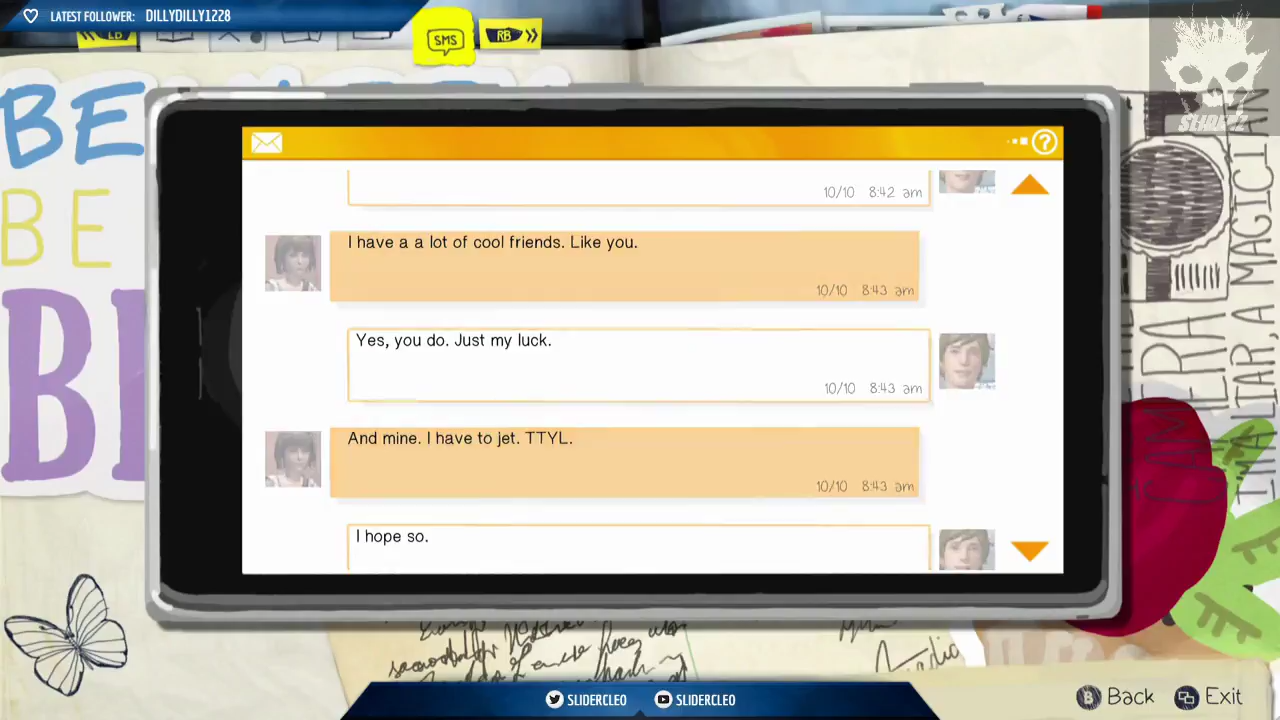 LATEST FOLLOWER: DILLYDILLY1228
LB
SMS
RB
SHREZZ
BE
BE
10/10 8:42 am
I have a a lot of cool friends. Like you.
10/10 8:43 am
Yes, you do. Just my luck.
10/10 8:43 am
And mine. I have to jet. TTYL.
10/10 8:43 am
I hope so.
SLIDERCLEO
SLIDERCLEO
B Back
Exit